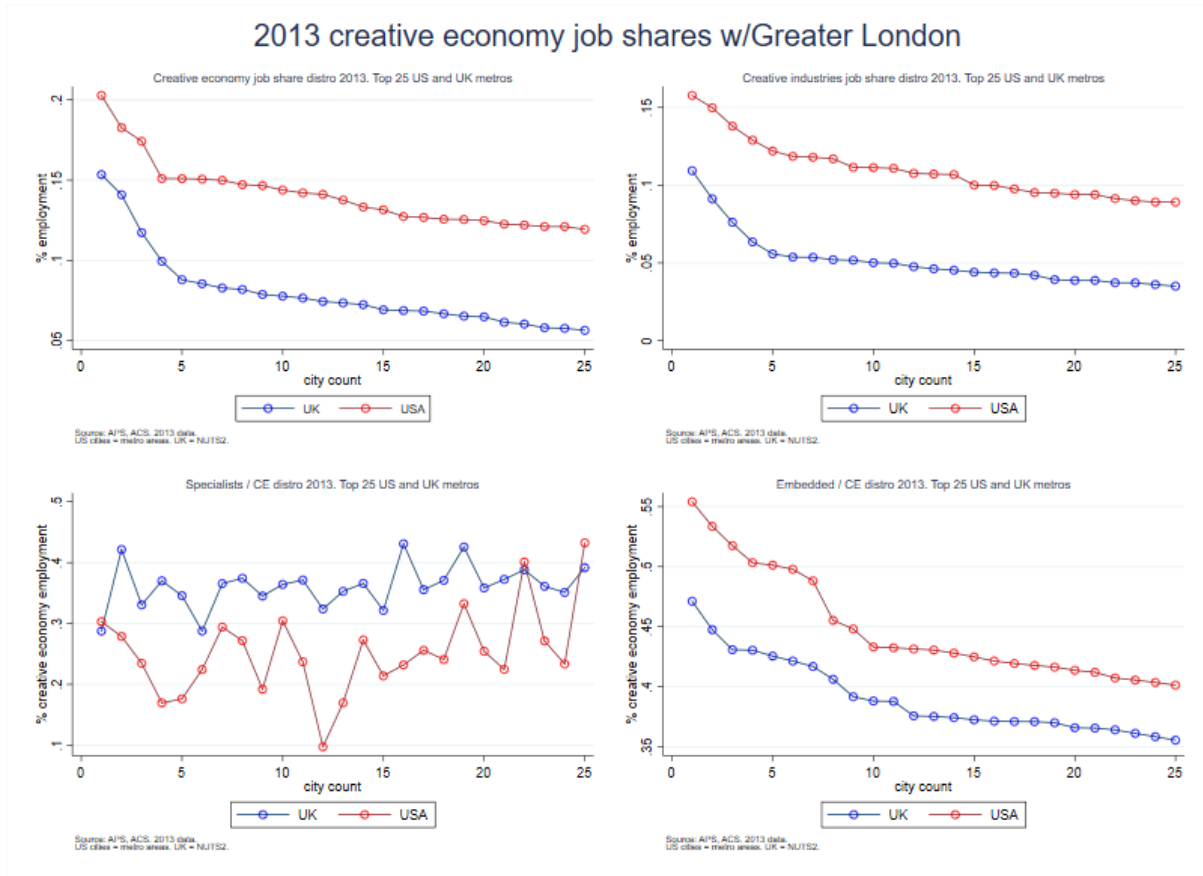 2013 creative economy job shares w/Greater London
Creative economy job share distro 2013. Top 25 US and UK metros
% employment
.2
.15
.1
.05
0 5 10 15 20 25
city count
UK USA
Source: APS, ACS. 2013 data.
US cities = metro areas. UK = NUTS2.
Creative industries job share distro 2013. Top 25 US and UK metros
% employment
.15
.1
.05
0
0 5 10 15 20 25
city count
UK USA
Source: APS, ACS. 2013 data.
US cities = metro areas. UK = NUTS2.
Specialists / CE distro 2013. Top 25 US and UK metros
% creative economy employment
.5
.4
.3
.2
.1
0 5 10 15 20 25
city count
UK USA
Source: APS, ACS. 2013 data.
US cities = metro areas. UK = NUTS2.
Embedded / CE distro 2013. Top 25 US and UK metros
% creative economy employment
.55
.5
.45
.4
.35
0 5 10 15 20 25
city count
UK USA
Source: APS, ACS. 2013 data.
US cities = metro areas. UK = NUTS2.